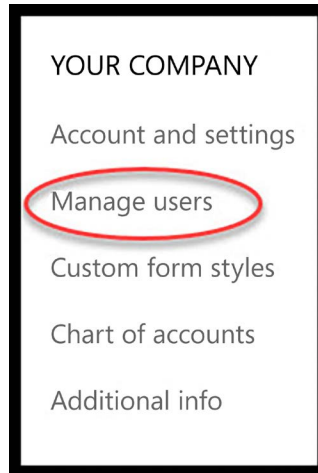 YOUR COMPANY
Account and settings
Manage users
Custom form styles
Chart of accounts
Additional info